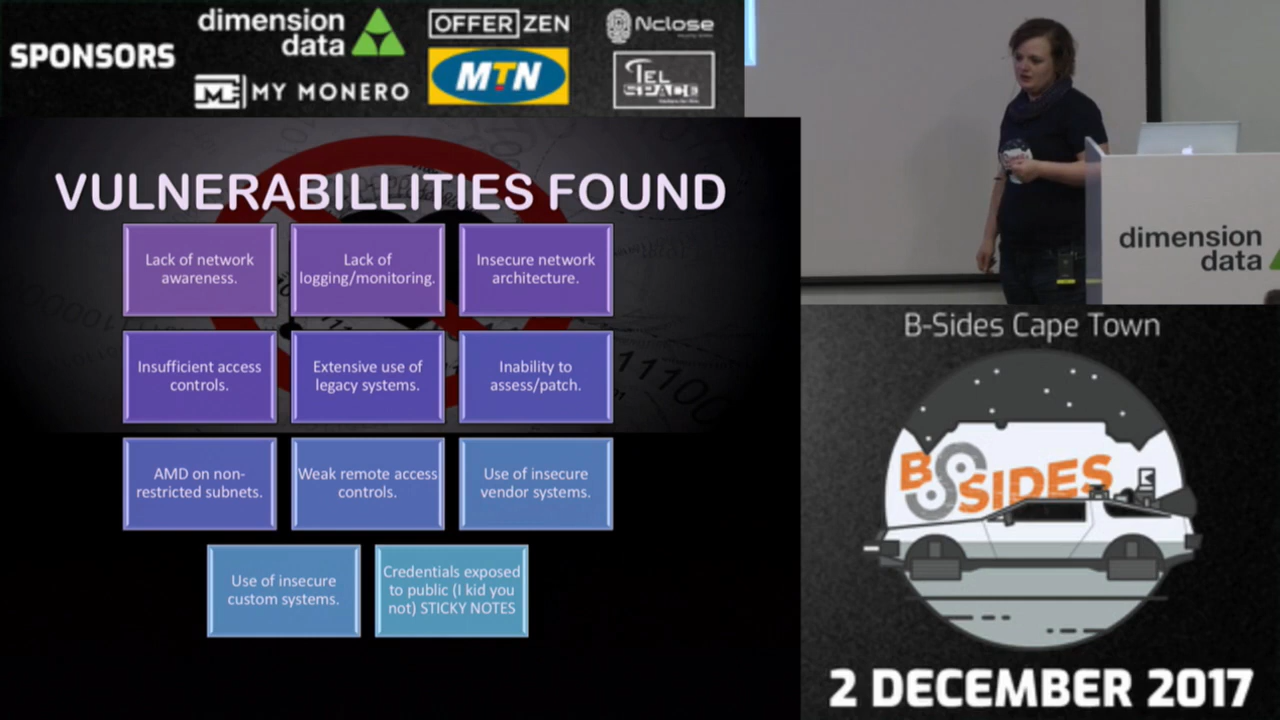 SPONSORS
dimension
data
MY MONERO
OFFERZEN
MTN
Nclose
TEL
SPACE
VULNERABILLITIES FOUND
Lack of network
awareness.
Lack of
logging/monitoring.
Insecure network
architecture.
Insufficient access
controls.
Extensive use of
legacy systems.
Inability to
assess/patch.
AMD on non-
restricted subnets.
Weak remote access
controls.
Use of insecure
vendor systems.
Use of insecure
custom systems.
Credentials exposed
to public (I kid you
not) STICKY NOTES
dimension
data
B-Sides Cape Town
BSIDES
2 DECEMBER 2017